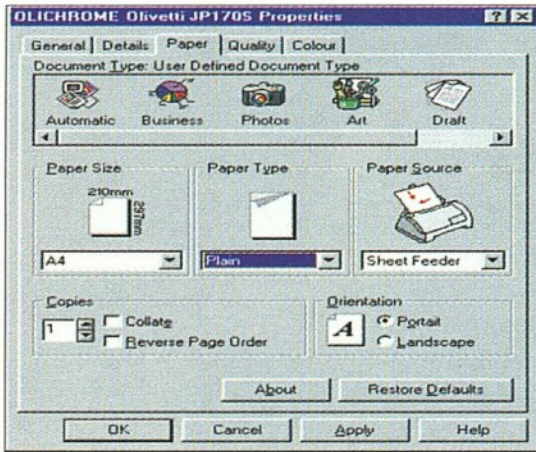 OLICHROME Olivetti JP170S Properties
General Details Paper Quality Colour
Document Type: User Defined Document Type
Automatic Business Photos Art Draft
Paper Size Paper Type Paper Source
210mm
297mm
A4 Plain Sheet Feeder
Copies Orientation
1 Collate A Portait
Reverse Page Order Landscape
About Restore Defaults
OK Cancel Apply Help